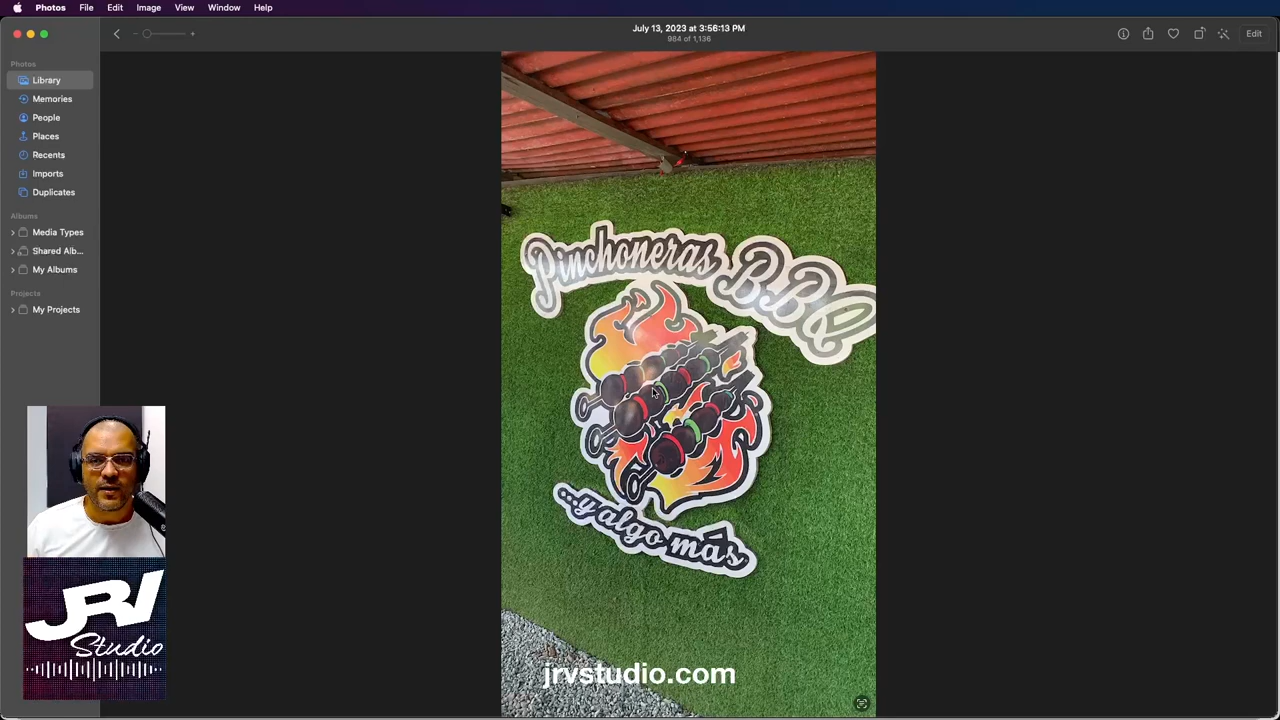 Photos File Edit Image View Window Help
July 13, 2023 at 3:56:13 PM
984 of 1,136
Edit
Photos
Library
Memories
People
Places
Recents
Imports
Duplicates
Albums
Media Types
Shared Alb...
My Albums
Projects
My Projects
Pinchoneras BBQ
...y algo más
JRV
Studio
jrvstudio.com